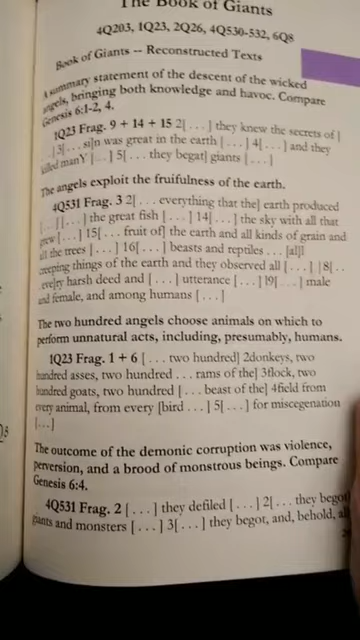 The Book of Giants
4Q203, 1Q23, 2Q26, 4Q530-532, 6Q8
Book of Giants -- Reconstructed Texts
A summary statement of the descent of the wicked
angels, bringing both knowledge and havoc. Compare
Genesis 6:1-2, 4.
1Q23 Frag. 9 + 14 + 15 2[ . . . ] they knew the secrets of [
. . . ] 3[ . . . si]n was great in the earth [ . . . ] 4[ . . . ] and they
killed manY [ . . . ] 5[ . . . they begat] giants [ . . . ]
The angels exploit the fruifulness of the earth.
4Q531 Frag. 3 2[ . . . everything that the] earth produced
[ . . . ] [ . . . ] the great fish [ . . . ] 14[ . . . ] the sky with all that
grew [ . . . ] 15[ . . . fruit of] the earth and all kinds of grain and
all the trees [ . . . ] 16[ . . . ] beasts and reptiles . . . [al]l
creeping things of the earth and they observed all [ . . . ] |8[ . .
. eve]ry harsh deed and [ . . . ] utterance [ . . . ] l9[ . . . ] male
and female, and among humans [ . . . ]
The two hundred angels choose animals on which to
perform unnatural acts, including, presumably, humans.
1Q23 Frag. 1 + 6 [ . . . two hundred] 2donkeys, two
hundred asses, two hundred . . . rams of the] 3flock, two
hundred goats, two hundred [ . . . beast of the] 4field from
every animal, from every [bird . . . ] 5[ . . . ] for miscegenation
[. . .]
The outcome of the demonic corruption was violence,
perversion, and a brood of monstrous beings. Compare
Genesis 6:4.
4Q531 Frag. 2 [ . . . ] they defiled [ . . . ] 2[ . . . they begot]
giants and monsters [ . . . ] 3[ . . . ] they begot, and, behold,